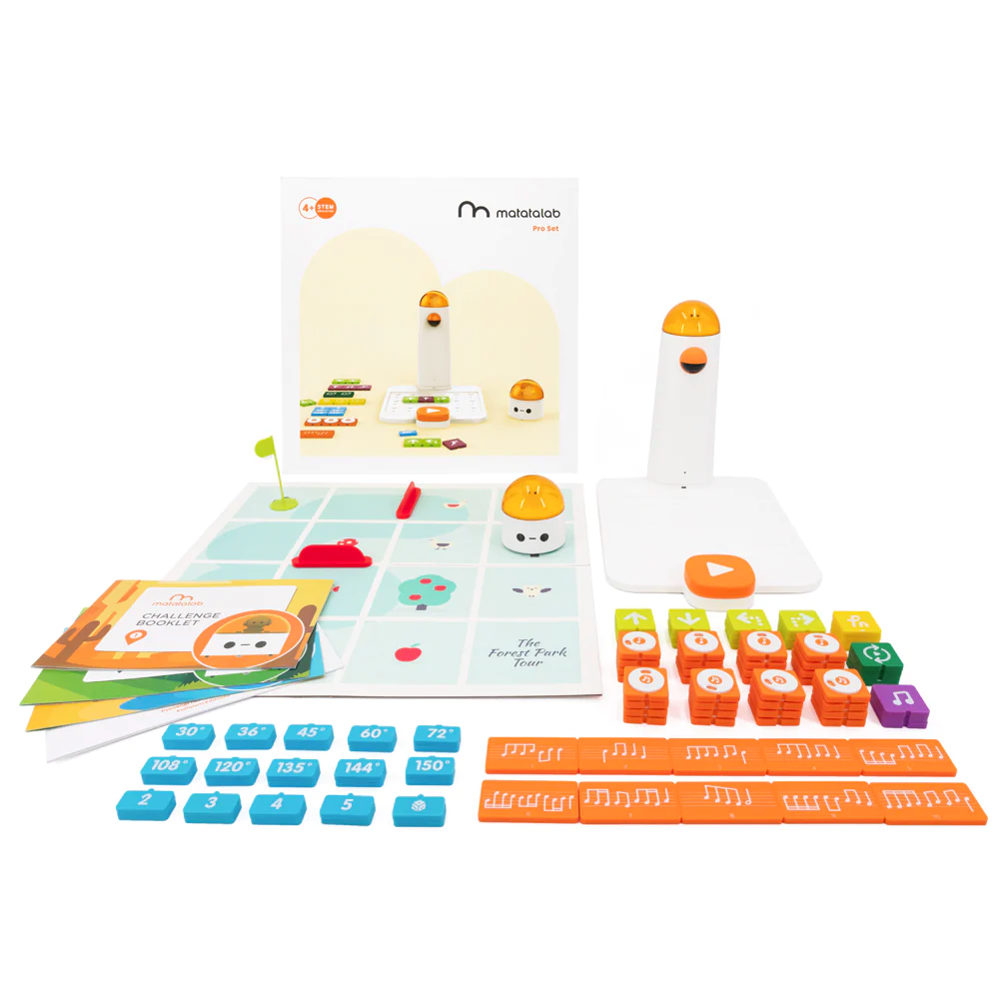 4+
STEM
matatalab
Pro Set
matatalab
CHALLENGE
BOOKLET
The
Forest Park
Tour
fn
30°
36°
45°
60°
72°
108°
120°
135°
144°
150°
2
3
4
5